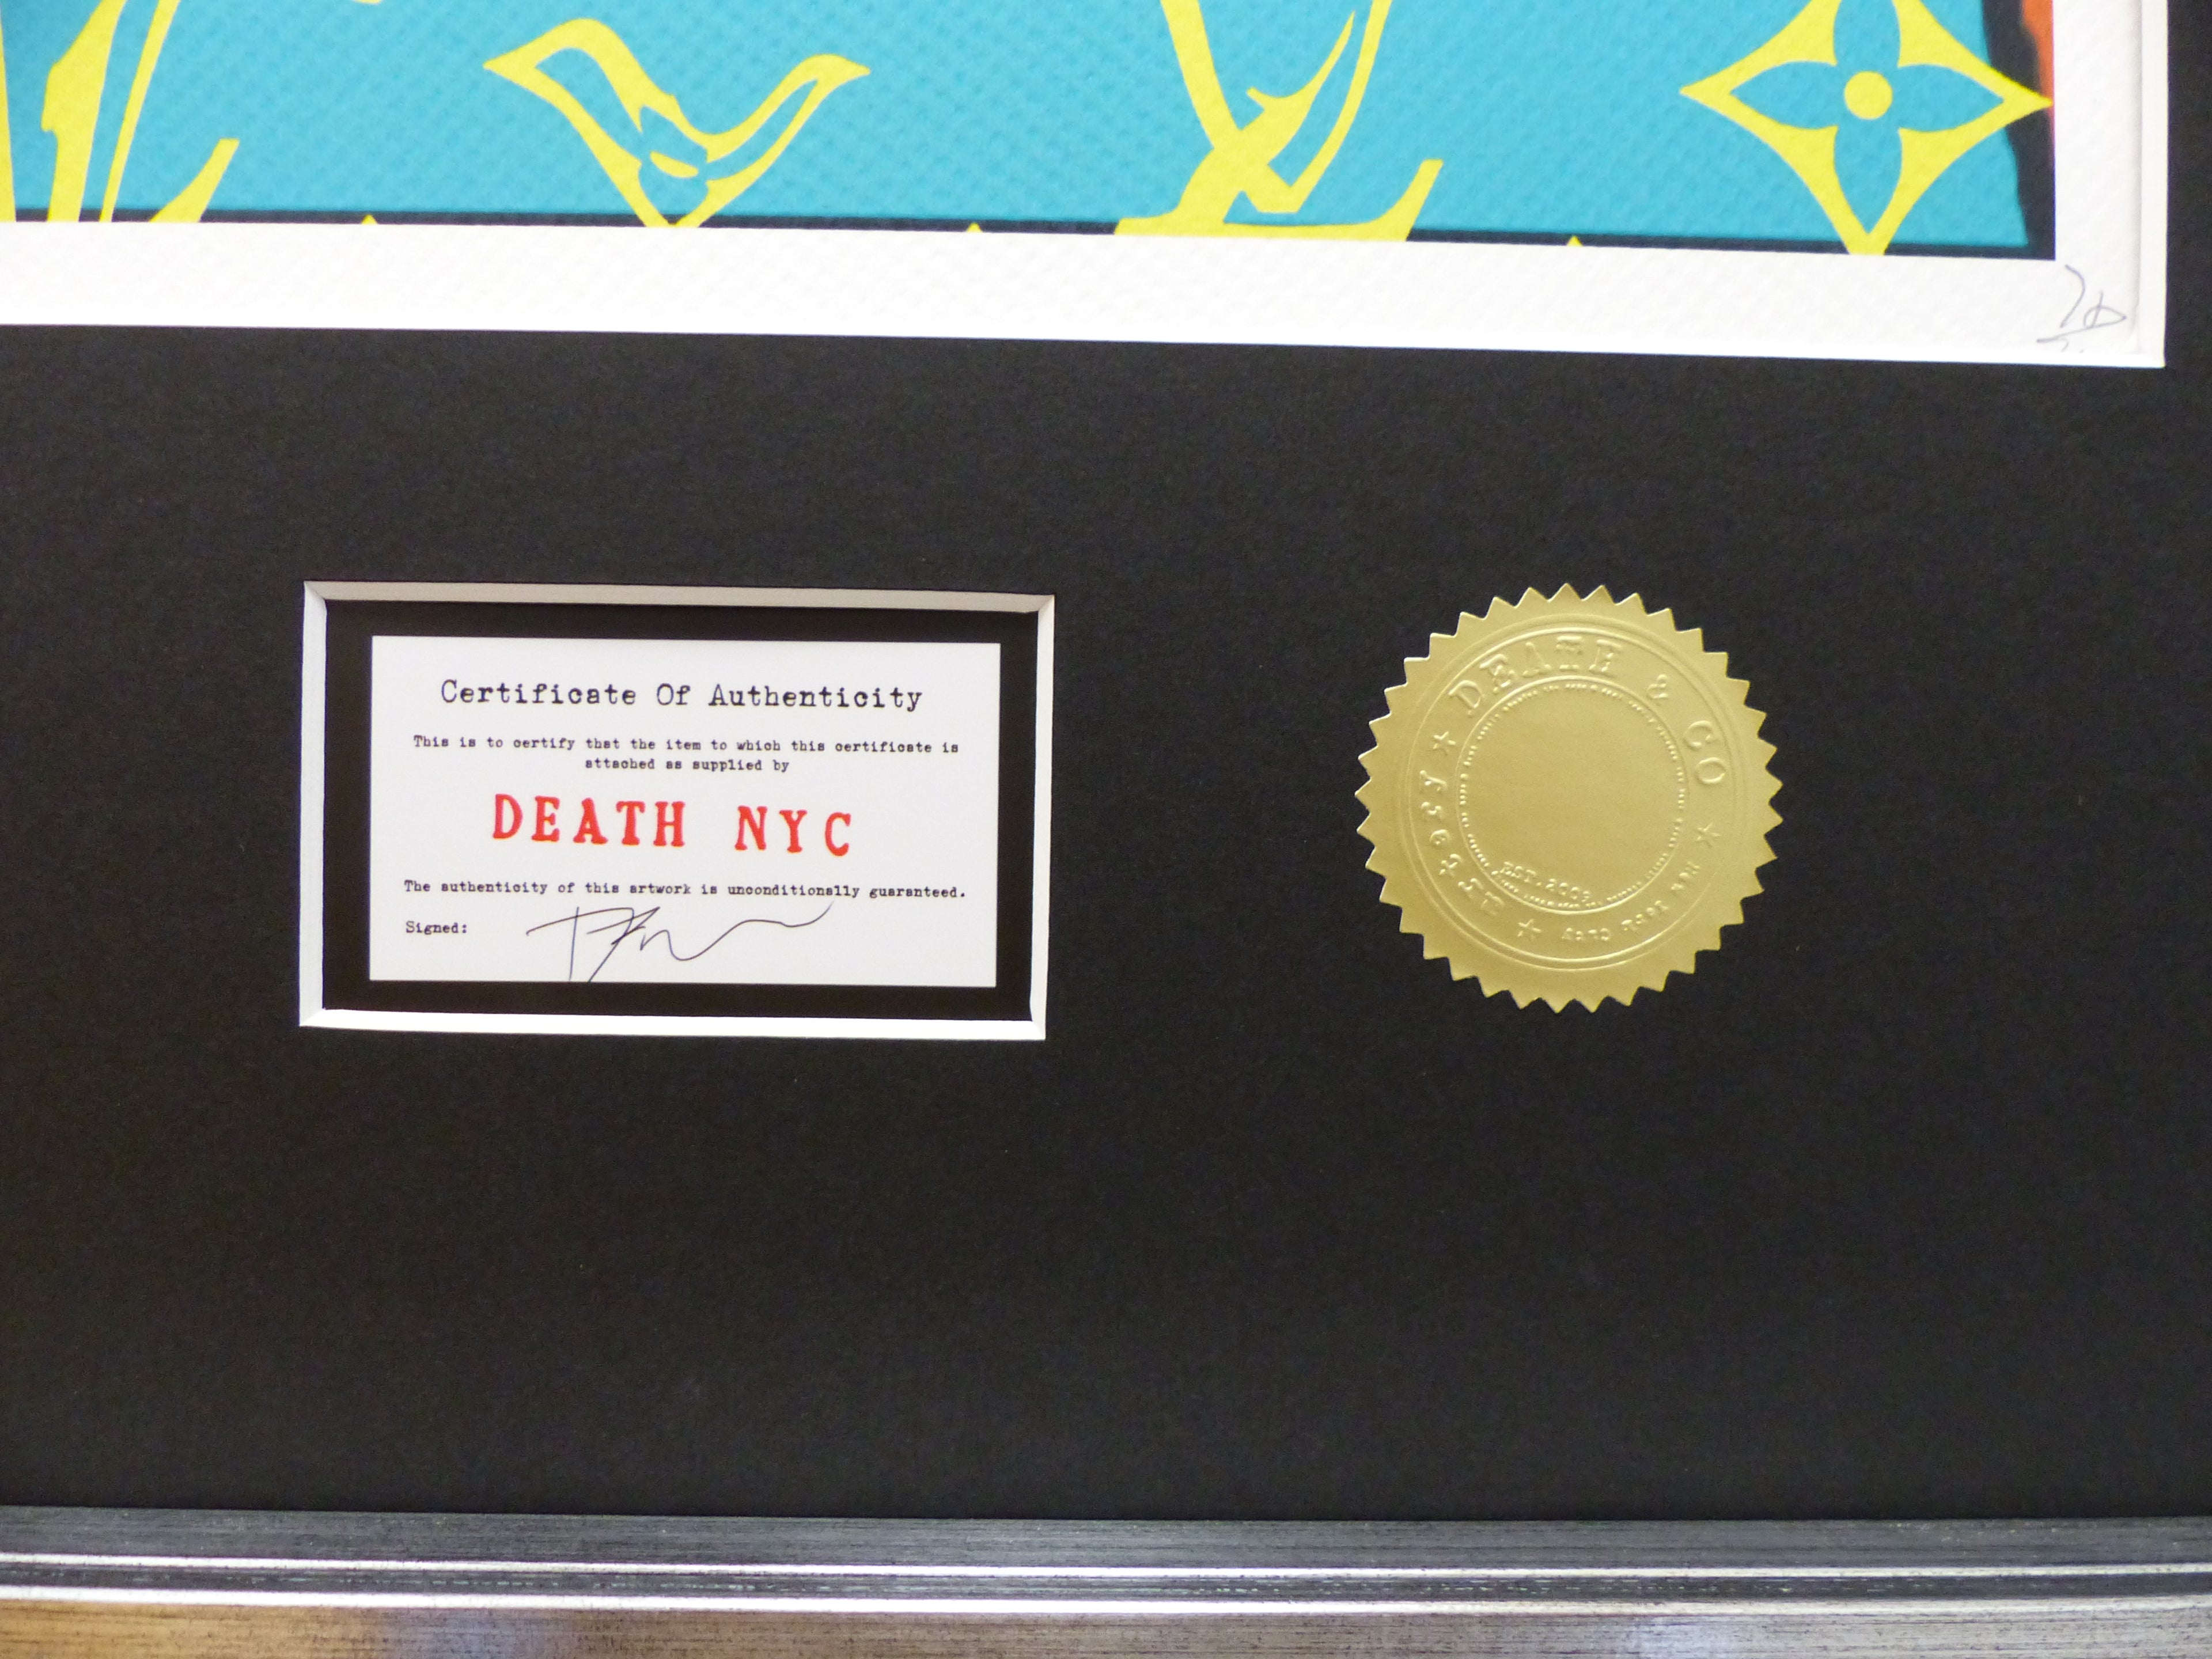 Certificate Of Authenticity
This is to certify that the item to which this certificate is
attached as supplied by
DEATH NYC
The authenticity of this artwork is unconditionally guaranteed.
Signed:
DEATH & CO
EST. 2002